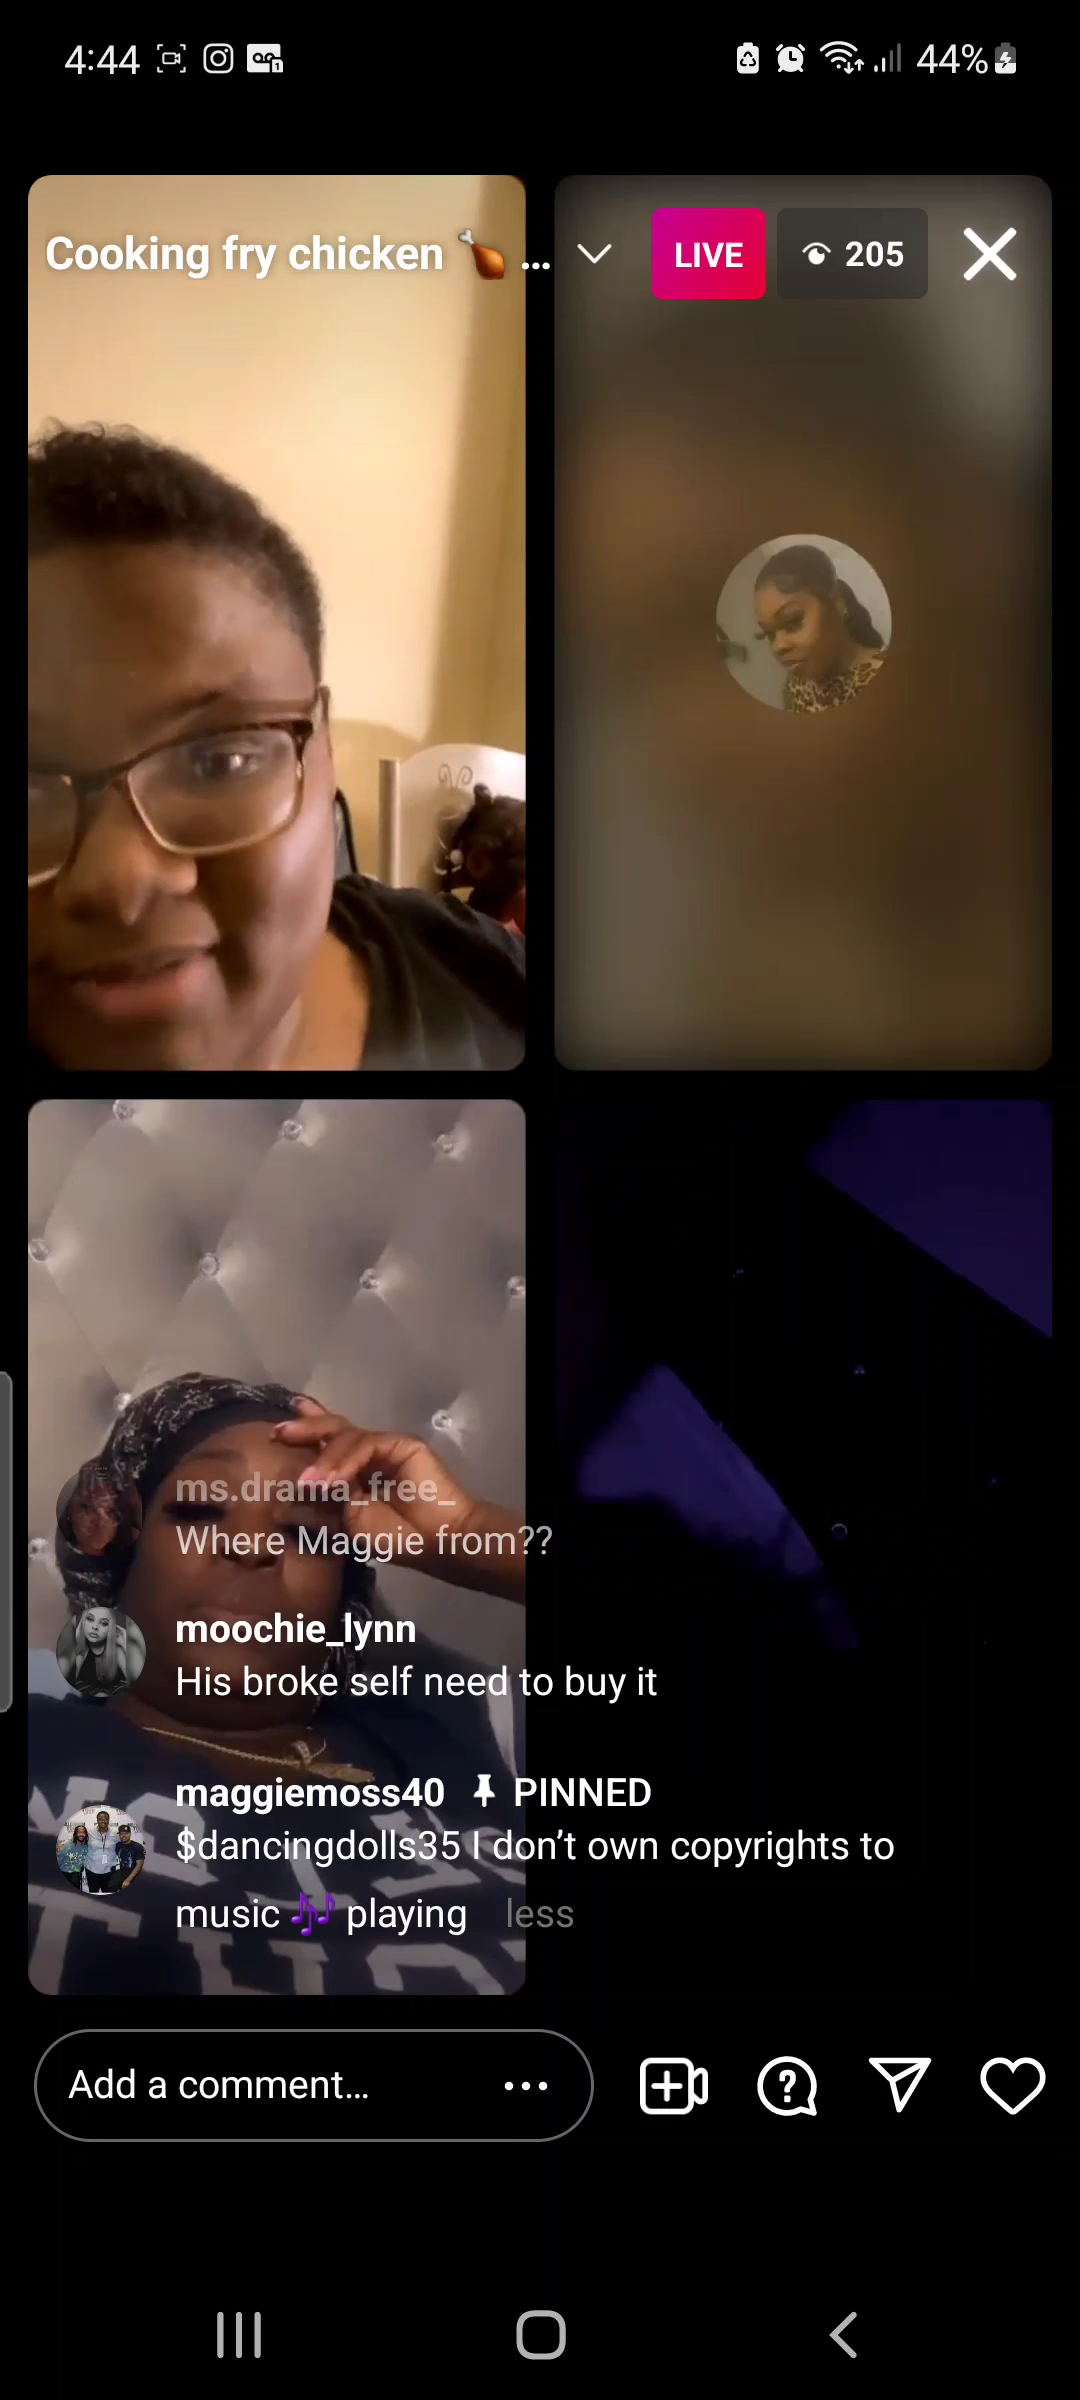 4:44
44%
Cooking fry chicken 🍗 ...
LIVE
205
ms.drama_free_
Where Maggie from??
moochie_lynn
His broke self need to buy it
maggiemoss40 📌 PINNED
$dancingdolls35 I don't own copyrights to
music 🎶 playing less
Add a comment...